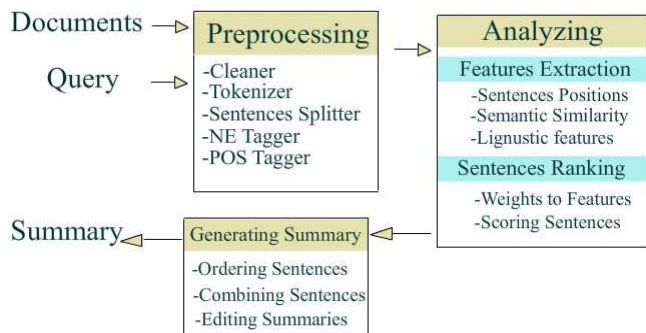 Documents
Query
Preprocessing
-Cleaner
-Tokenizer
-Sentences Splitter
-NE Tagger
-POS Tagger
Analyzing
Features Extraction
-Sentences Positions
-Semantic Similarity
-Lignustic features
Sentences Ranking
-Weights to Features
-Scoring Sentences
Generating Summary
-Ordering Sentences
-Combining Sentences
-Editing Summaries
Summary